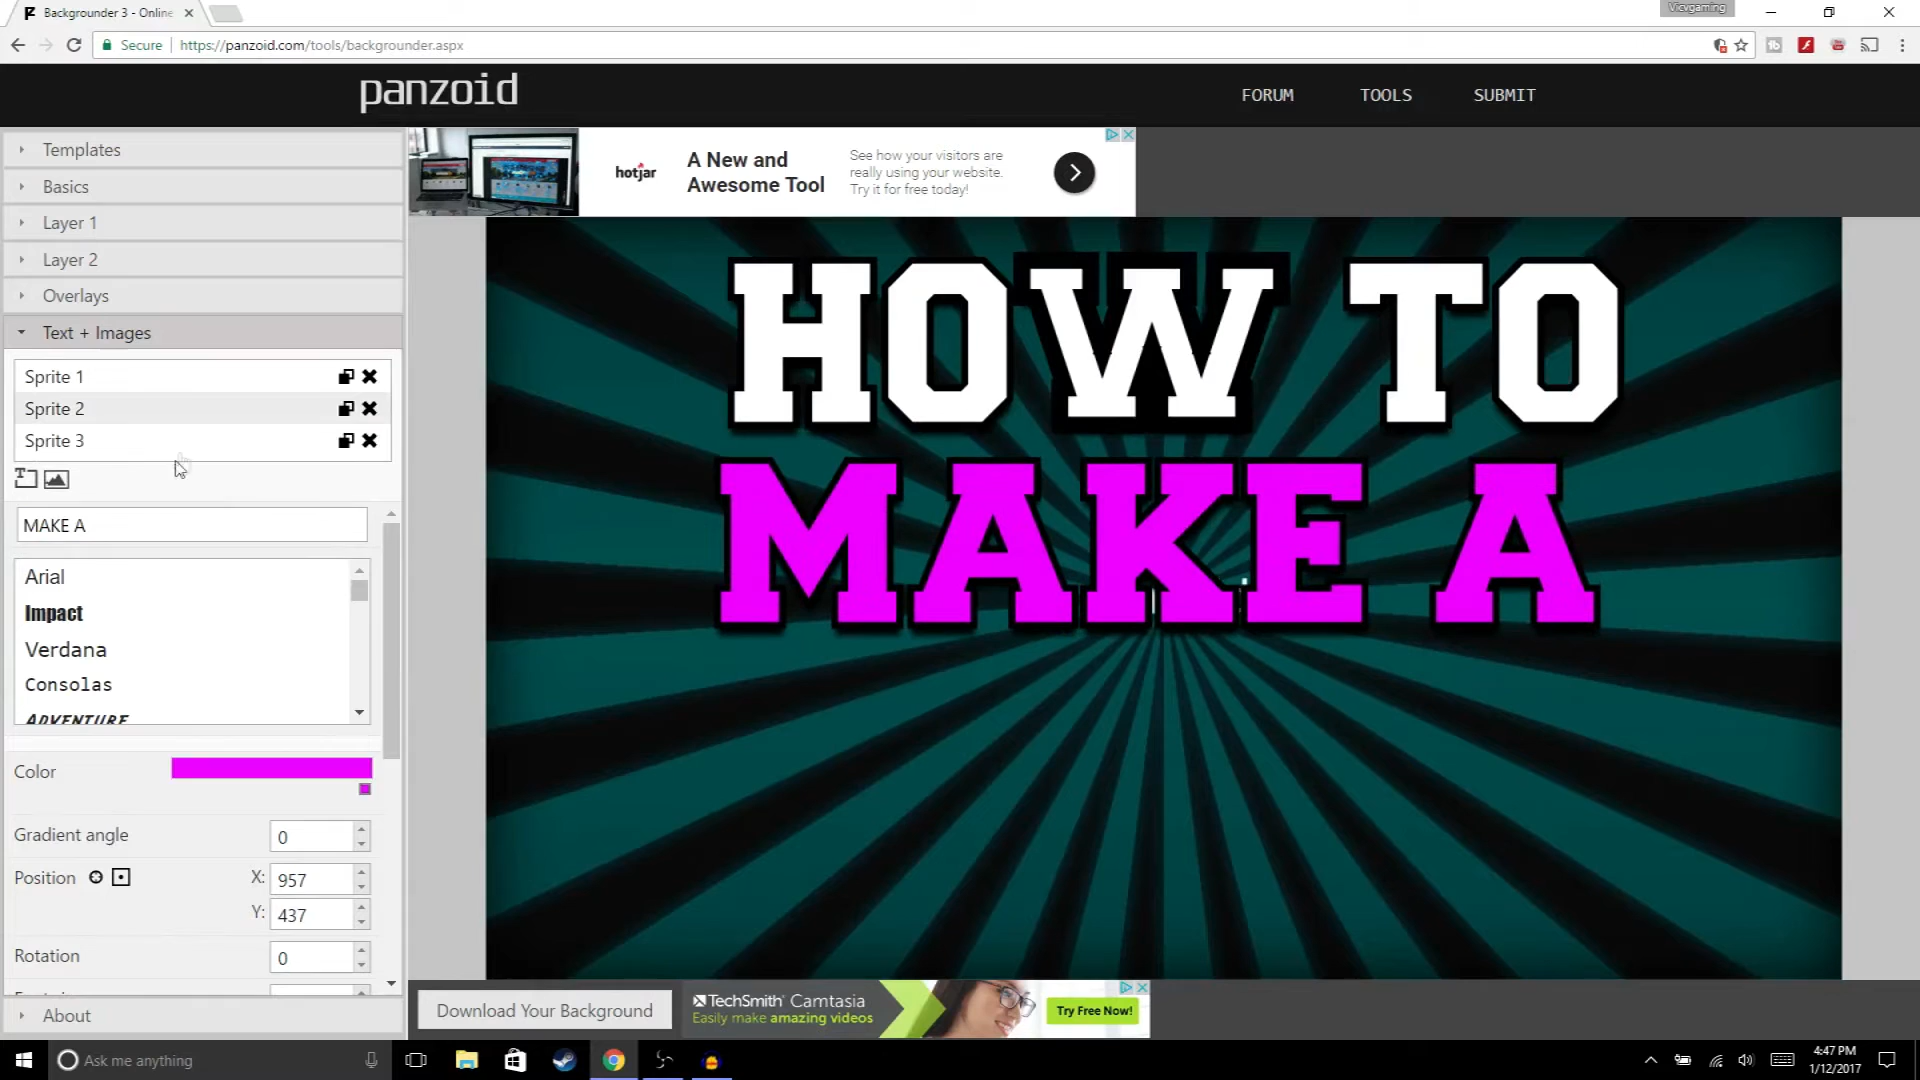 Backgrounder 3 - Online
Vicvgaming
Secure
https://panzoid.com/tools/backgrounder.aspx
panzoid
FORUM
TOOLS
SUBMIT
Templates
Basics
Layer 1
Layer 2
Overlays
Text + Images
Sprite 1
Sprite 2
Sprite 3
MAKE A
Arial
Impact
Verdana
Consolas
ADVENTURE
Color
Gradient angle
0
Position
X:
957
Y:
437
Rotation
0
About
hotjar
A New and
Awesome Tool
See how your visitors are
really using your website.
Try it for free today!
HOW TO
MAKE A
Download Your Background
TechSmith Camtasia
Easily make amazing videos
Try Free Now!
Ask me anything
4:47 PM
1/12/2017